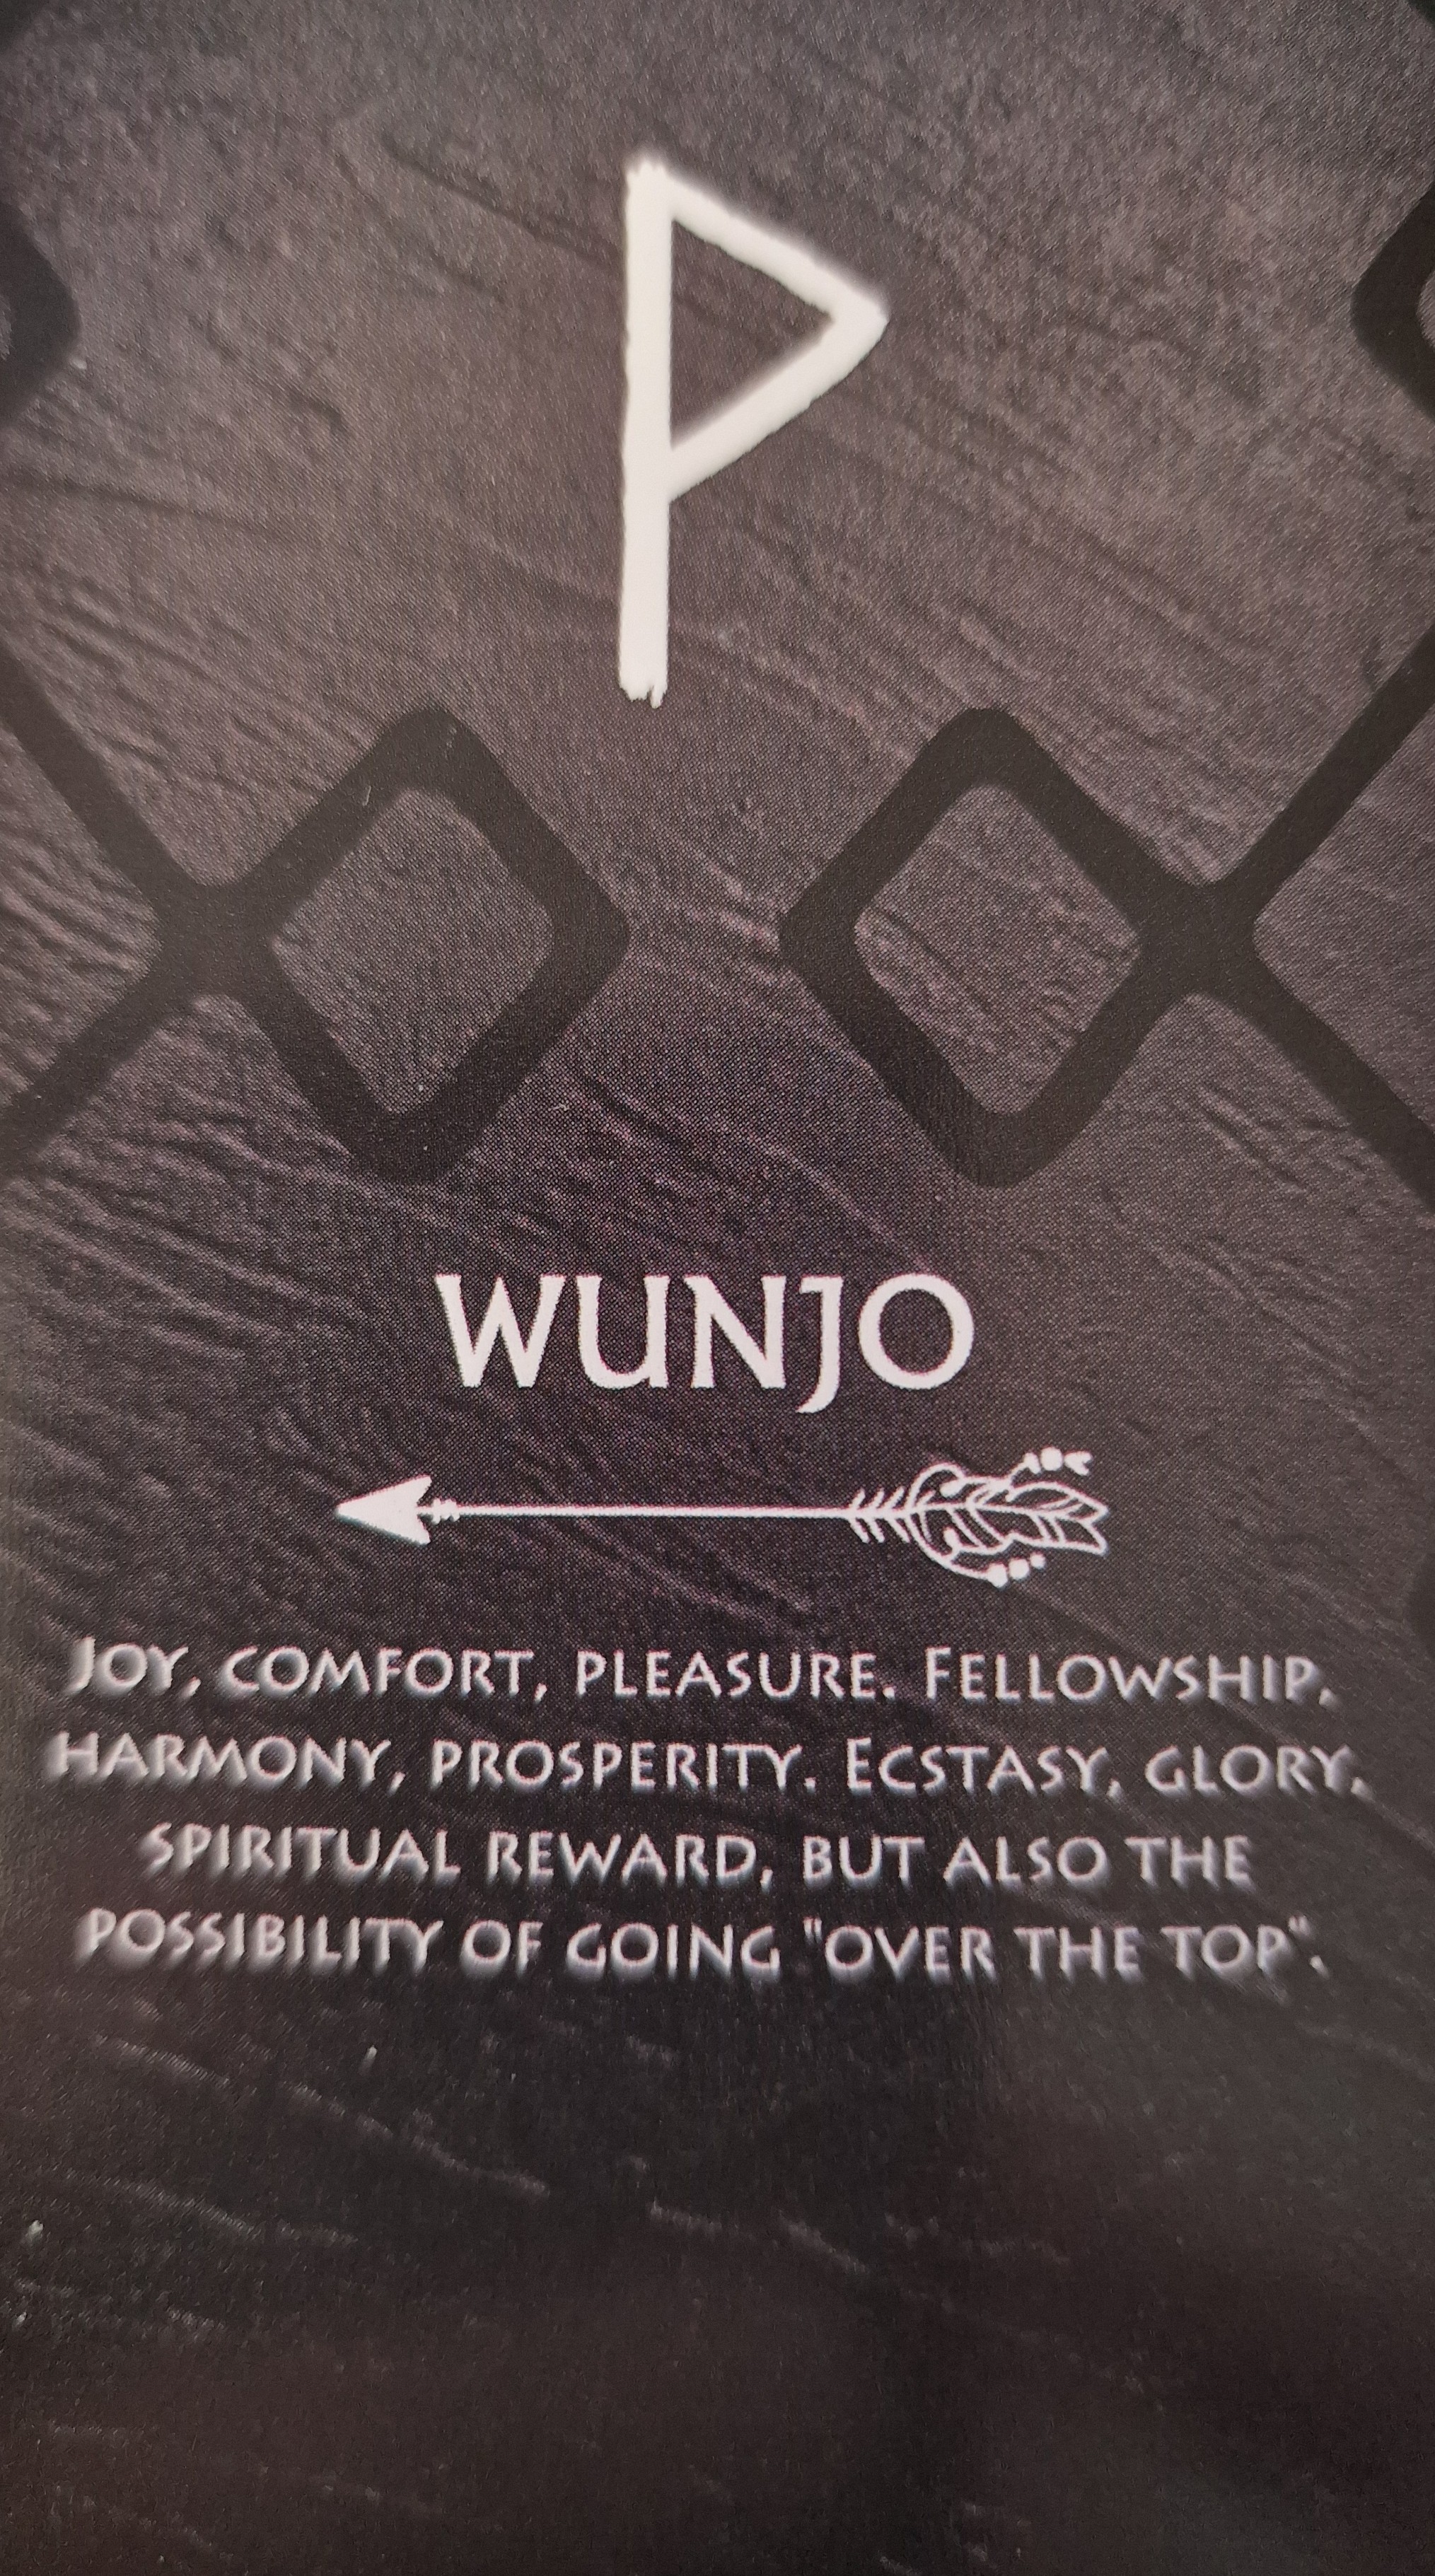 ᚹ
WUNJO
JOY, COMFORT, PLEASURE. FELLOWSHIP,
HARMONY, PROSPERITY. ECSTASY, GLORY,
SPIRITUAL REWARD, BUT ALSO THE
POSSIBILITY OF GOING "OVER THE TOP".